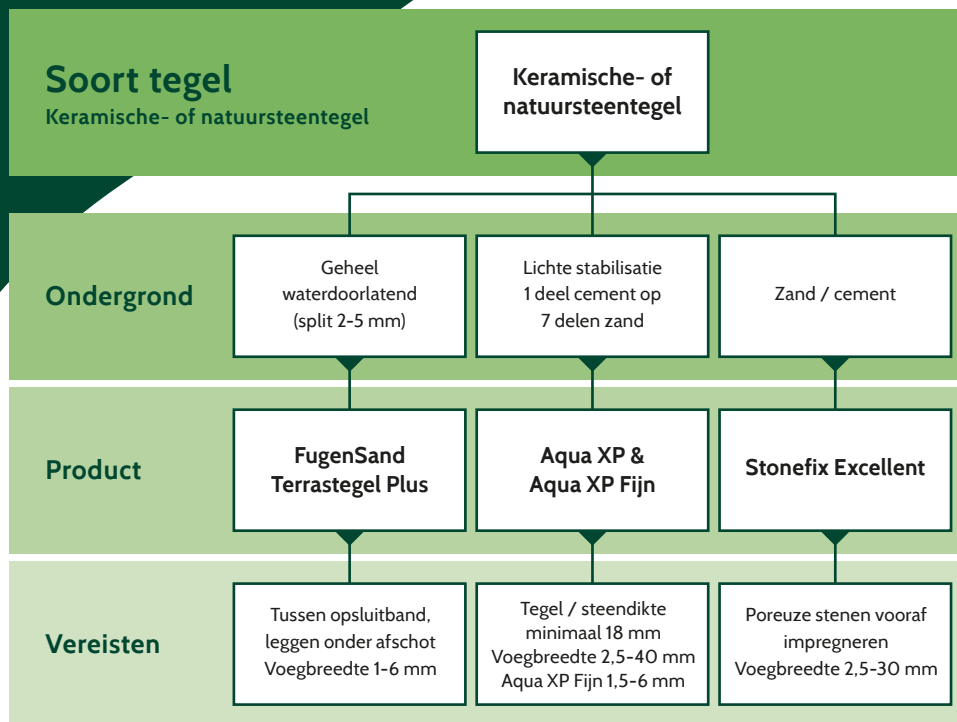 Soort tegel
Keramische- of natuursteentegel
Keramische- of
natuursteentegel
Ondergrond
Geheel
waterdoorlatend
(split 2-5 mm)
Lichte stabilisatie
1 deel cement op
7 delen zand
Zand / cement
Product
FugenSand
Terrastegel Plus
Aqua XP &
Aqua XP Fijn
Stonefix Excellent
Vereisten
Tussen opsluitband,
leggen onder afschot
Voegbreedte 1-6 mm
Tegel / steendikte
minimaal 18 mm
Voegbreedte 2,5-40 mm
Aqua XP Fijn 1,5-6 mm
Poreuze stenen vooraf
impregneren
Voegbreedte 2,5-30 mm